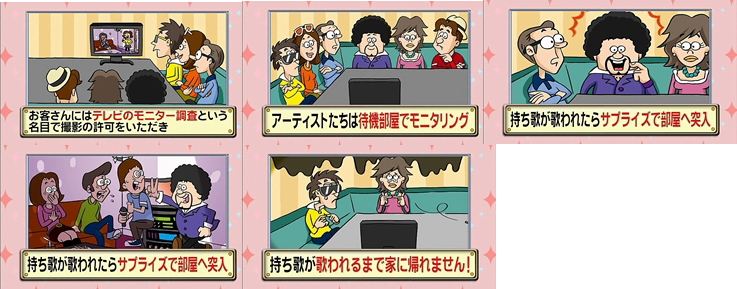 お客さんにはテレビのモニター調査という
名目で撮影の許可をいただき
アーティストたちは待機部屋でモニタリング
持ち歌が歌われたらサプライズで部屋へ突入
持ち歌が歌われたらサプライズで部屋へ突入
持ち歌が歌われるまで家に帰れません!